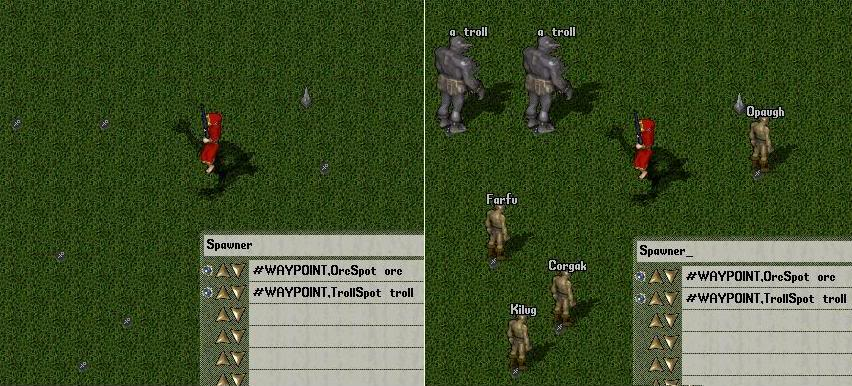 Spawner
#WAYPOINT,OrcSpot orc
#WAYPOINT,TrollSpot troll
a troll
a troll
Opaugh
Farfu
Corgak
Kilug
Spawner_
#WAYPOINT,OrcSpot orc
#WAYPOINT,TrollSpot troll